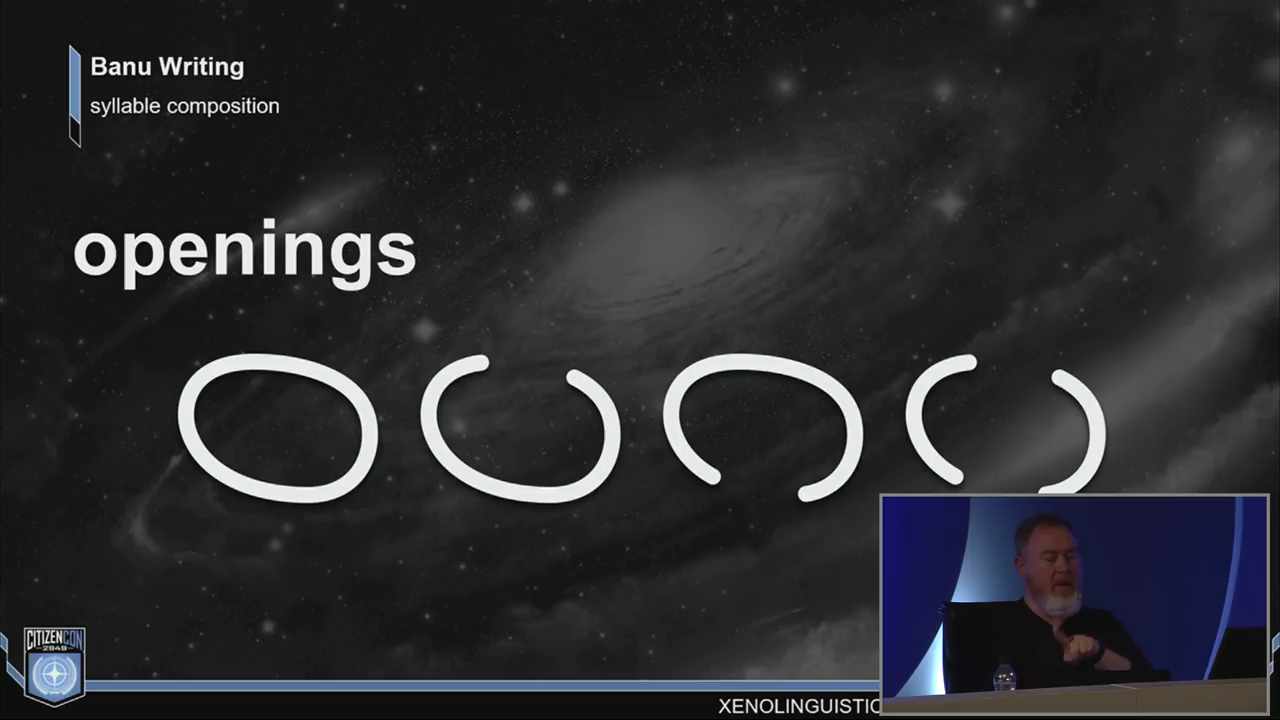 Banu Writing
syllable composition
openings
CITIZENCON
2949
XENOLINGUISTIC